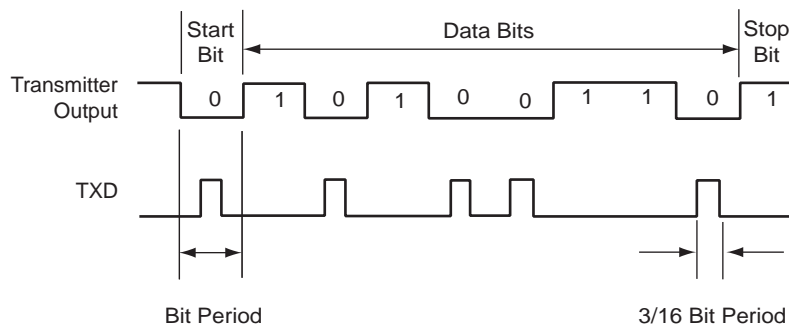 Start
Bit
Data Bits
Stop
Bit
Transmitter
Output
0 1 0 1 0 0 1 1 0 1
TXD
Bit Period
3/16 Bit Period